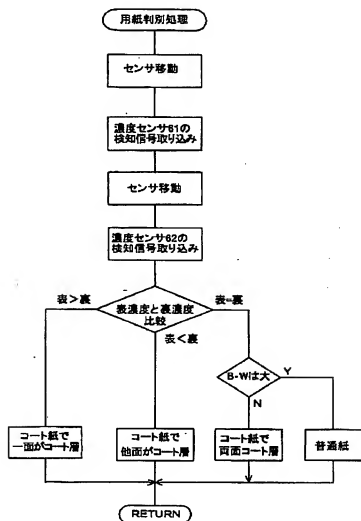 用紙判別処理
センサ移動
濃度センサ61の
検知信号取り込み
センサ移動
濃度センサ62の
検知信号取り込み
表濃度と裏濃度
比較
表>裏
表=裏
表<裏
B-Wは大
Y
N
コート紙で
一面がコート層
コート紙で
他面がコート層
コート紙で
両面コート層
普通紙
RETURN